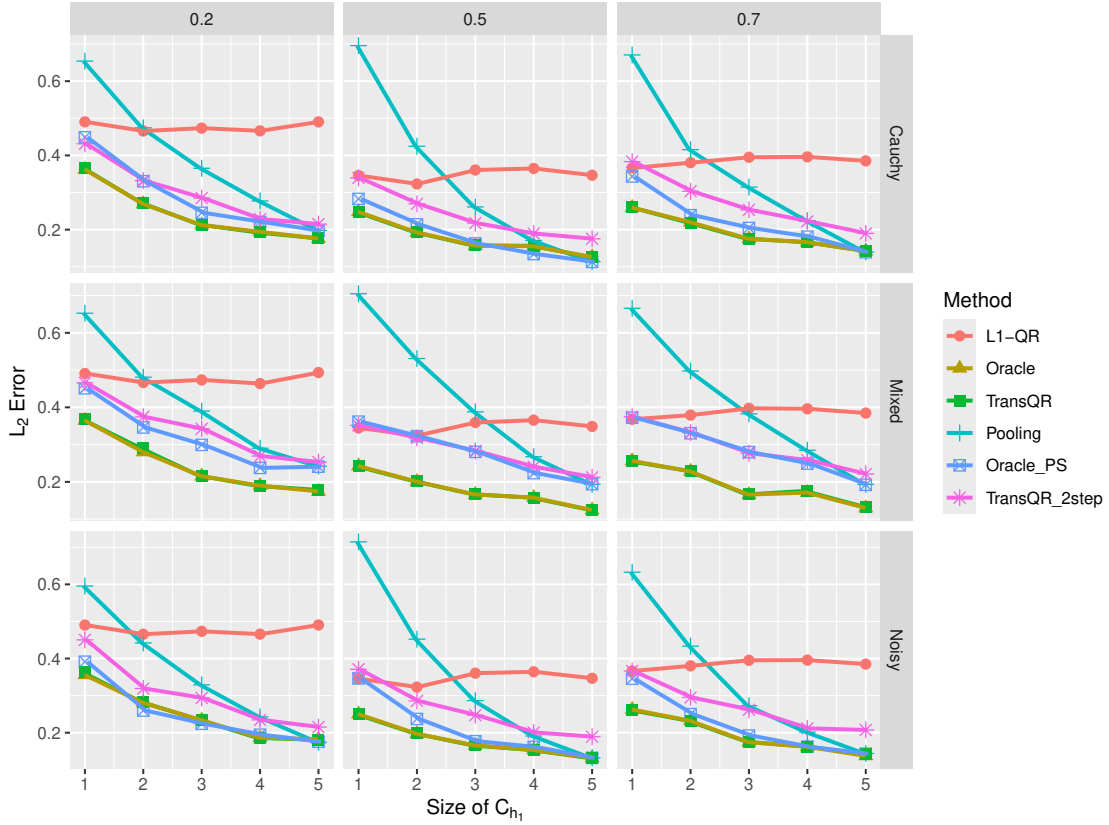 0.2 0.5 0.7
0.6
0.4
0.2
Cauchy
0.6
0.4
0.2
Mixed
0.6
0.4
0.2
Noisy
L2 Error
1 2 3 4 5 1 2 3 4 5 1 2 3 4 5
Size of Ch1
Method
L1−QR
Oracle
TransQR
Pooling
Oracle_PS
TransQR_2step